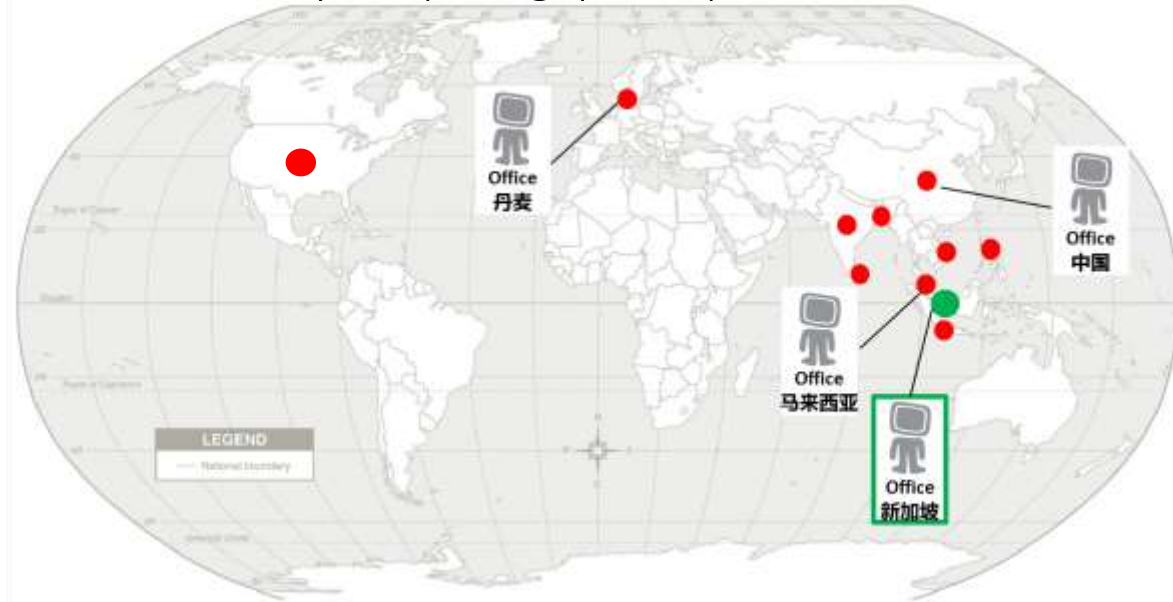 Office
丹麦
Office
中国
Office
马来西亚
Office
新加坡
LEGEND
National boundary